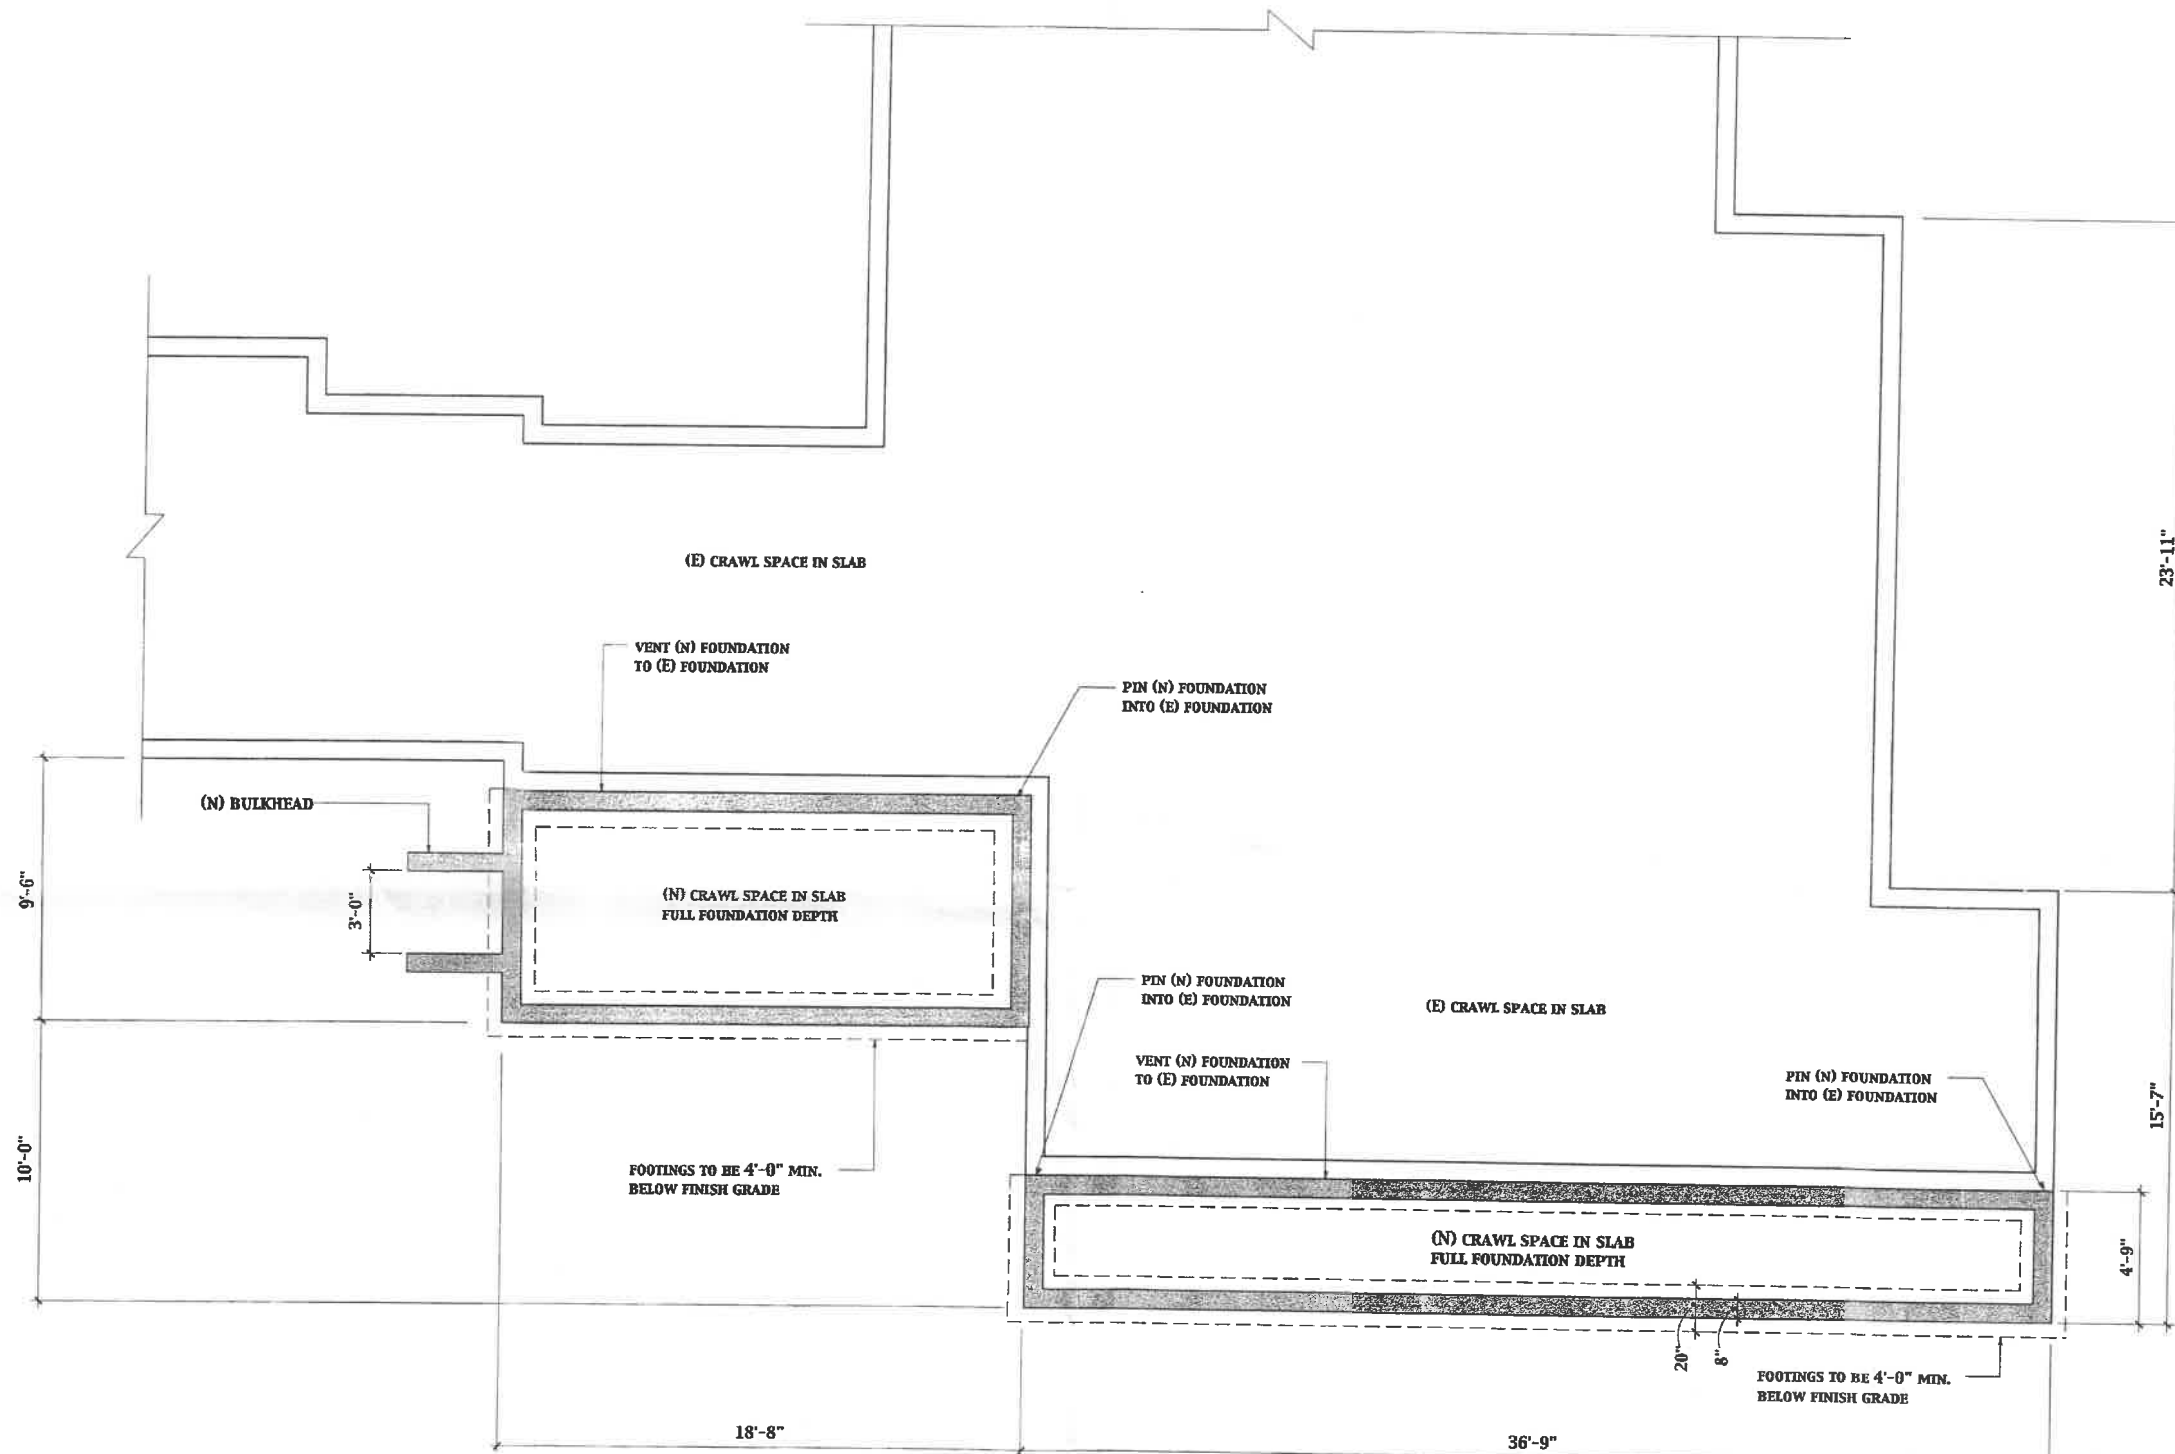 (E) CRAWL SPACE IN SLAB
23'-11"
VENT (N) FOUNDATION
TO (E) FOUNDATION
PIN (N) FOUNDATION
INTO (E) FOUNDATION
(N) BULKHEAD
9'-6"
3'-0"
(N) CRAWL SPACE IN SLAB
FULL FOUNDATION DEPTH
PIN (N) FOUNDATION
INTO (E) FOUNDATION
(E) CRAWL SPACE IN SLAB
VENT (N) FOUNDATION
TO (E) FOUNDATION
PIN (N) FOUNDATION
INTO (E) FOUNDATION
15'-7"
10'-0"
FOOTINGS TO BE 4'-0" MIN.
BELOW FINISH GRADE
(N) CRAWL SPACE IN SLAB
FULL FOUNDATION DEPTH
4'-9"
20"
8"
FOOTINGS TO BE 4'-0" MIN.
BELOW FINISH GRADE
18'-8"
36'-9"